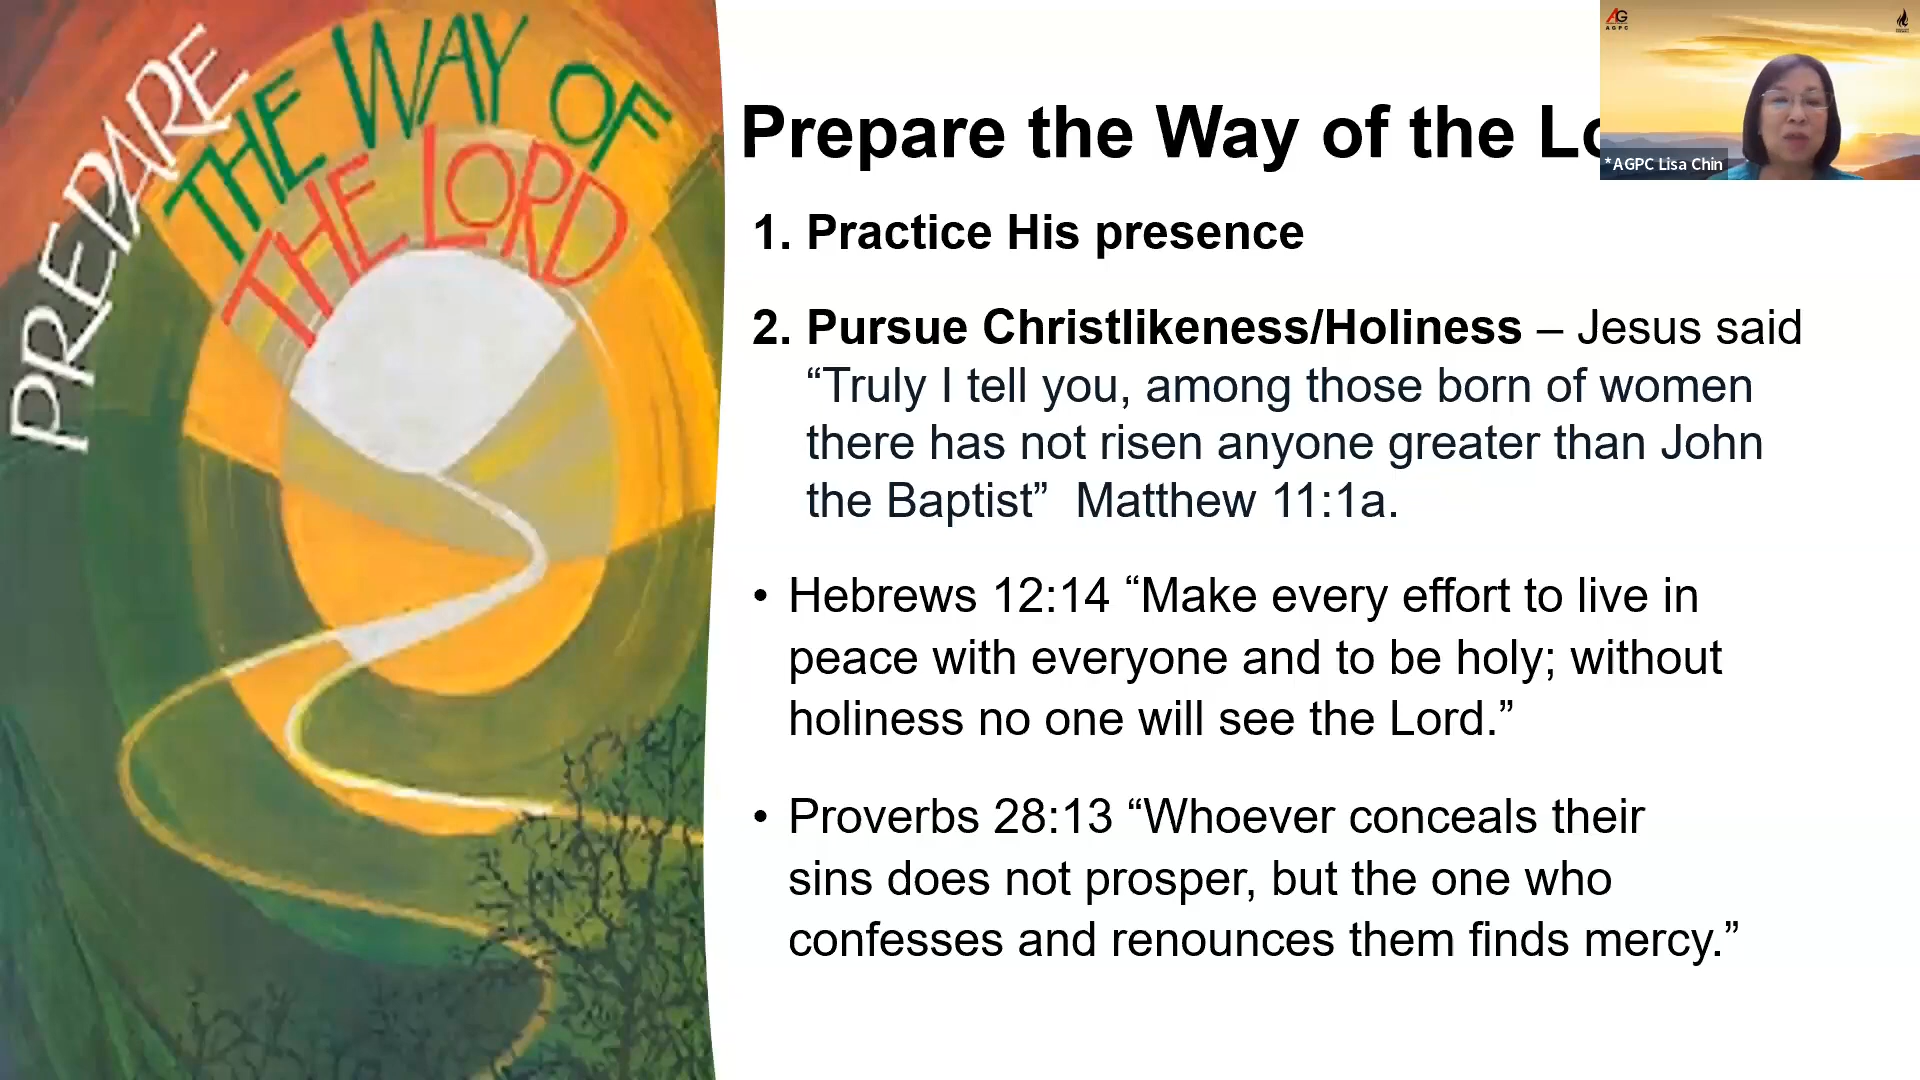 PREPARE
THE WAY OF
THE LORD
Prepare the Way of the Lo
1. Practice His presence
2. Pursue Christlikeness/Holiness – Jesus said
“Truly I tell you, among those born of women
there has not risen anyone greater than John
the Baptist”  Matthew 11:1a.
• Hebrews 12:14 “Make every effort to live in
peace with everyone and to be holy; without
holiness no one will see the Lord.”
• Proverbs 28:13 “Whoever conceals their
sins does not prosper, but the one who
confesses and renounces them finds mercy.”
AG
AGPC
*AGPC Lisa Chin